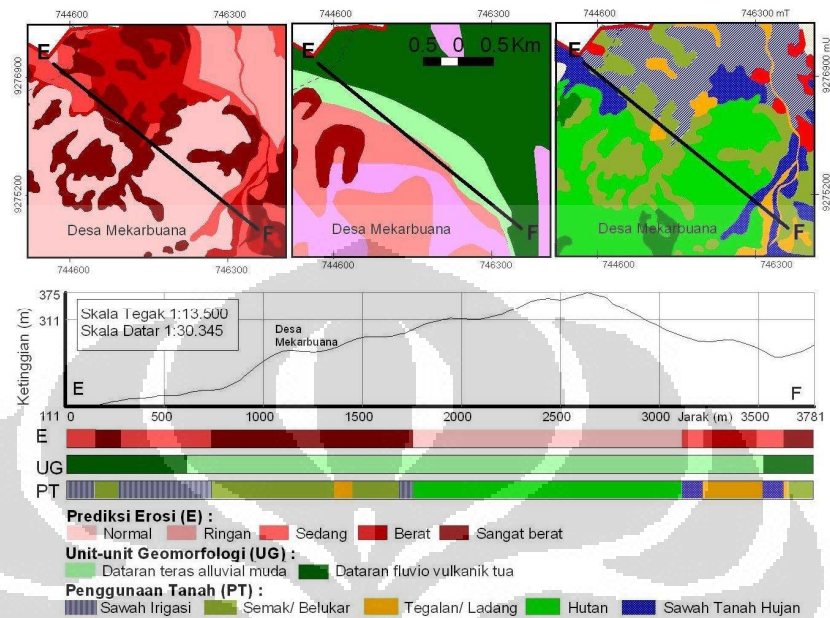 744600 746300 744600 746300 744600 746300 mT
E E E
0.5 0 0.5 Km
9276900 9276900 mU
9275200 9275200
Desa Mekarbuana F Desa Mekarbuana F Desa Mekarbuana F
744600 746300 744600 746300 744600 746300
375
311
Skala Tegak 1:13.500
Skala Datar 1:30.345
Desa
Mekarbuana
Ketinggian (m)
E F
111 0 500 1000 1500 2000 2500 3000 Jarak (m) 3500 3781
E
UG
PT
Prediksi Erosi (E) :
Normal Ringan Sedang Berat Sangat berat
Unit-unit Geomorfologi (UG) :
Dataran teras alluvial muda Dataran fluvio vulkanik tua
Penggunaan Tanah (PT) :
Sawah Irigasi Semak/ Belukar Tegalan/ Ladang Hutan Sawah Tanah Hujan